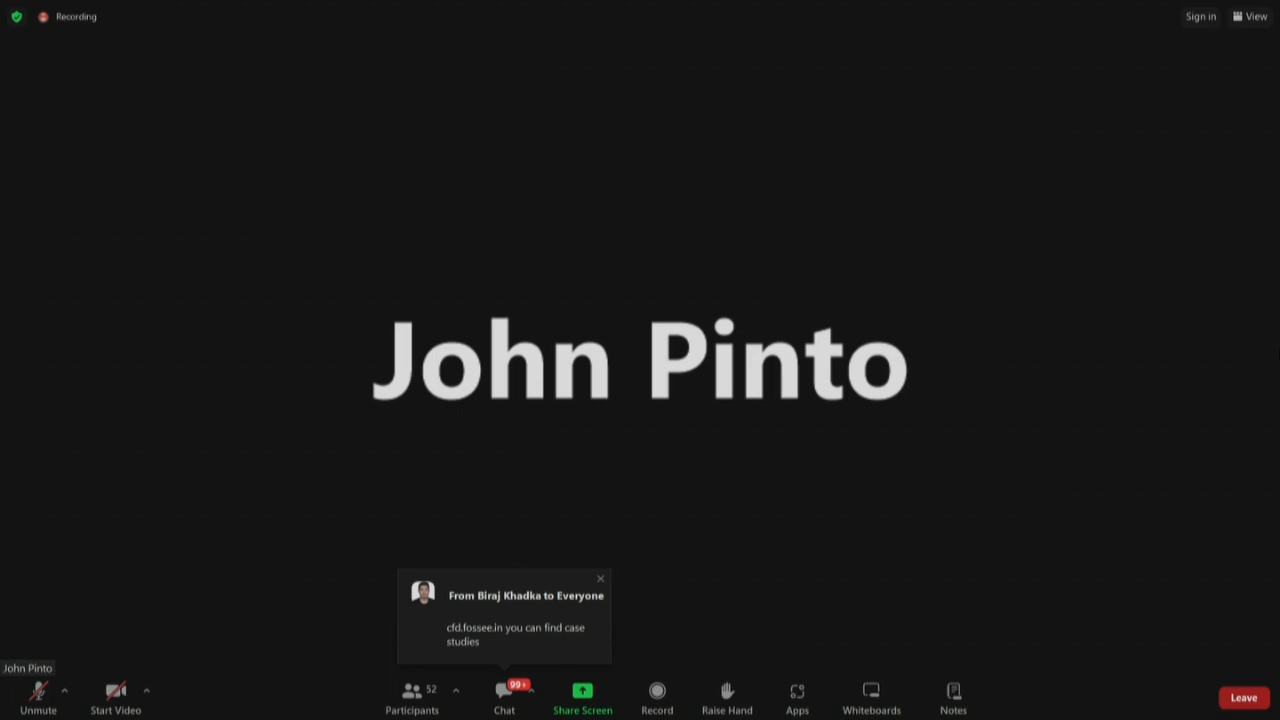 Recording
Sign in
View
John Pinto
From Biraj Khadka to Everyone
cfd.fossee.in you can find case
studies
John Pinto
52
99+
Unmute
Start Video
Participants
Chat
Share Screen
Record
Raise Hand
Apps
Whiteboards
Notes
Leave